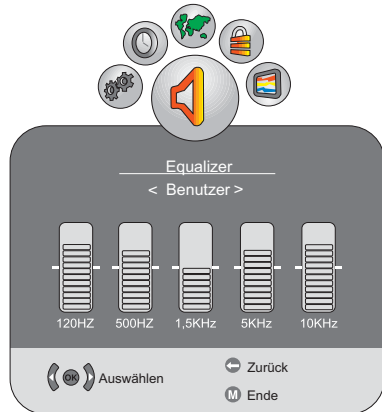 Equalizer
< Benutzer >
120HZ 500HZ 1,5KHz 5KHz 10KHz
OK Auswählen
Zurück
M Ende